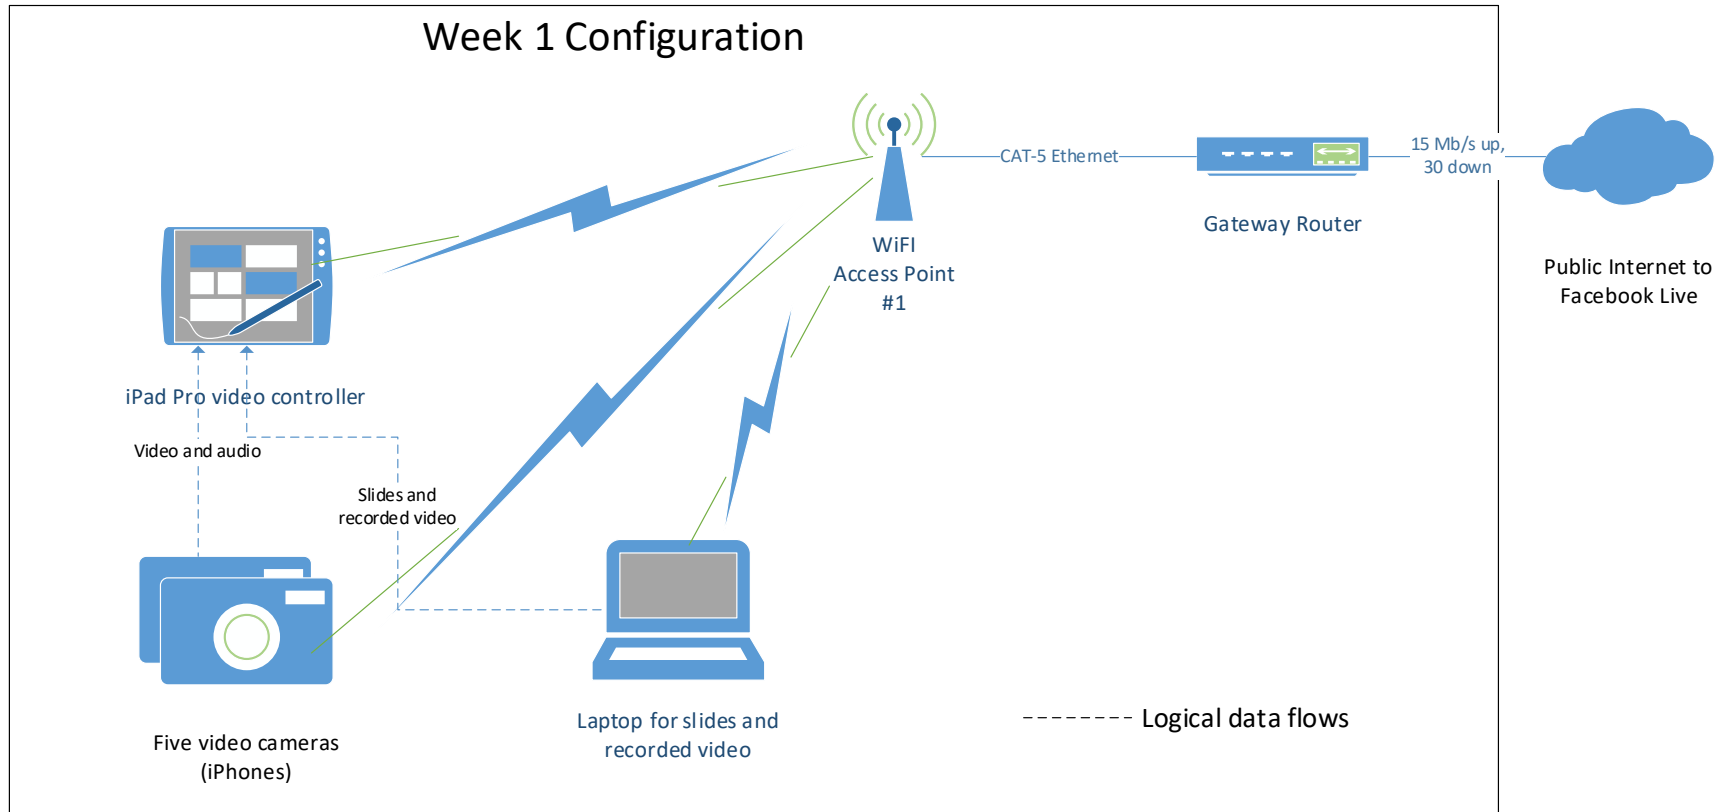 Week 1 Configuration
CAT-5 Ethernet
15 Mb/s up,
30 down
Gateway Router
WiFI
Access Point
#1
Public Internet to
Facebook Live
iPad Pro video controller
Video and audio
Slides and
recorded video
Laptop for slides and
recorded video
Logical data flows
Five video cameras
(iPhones)